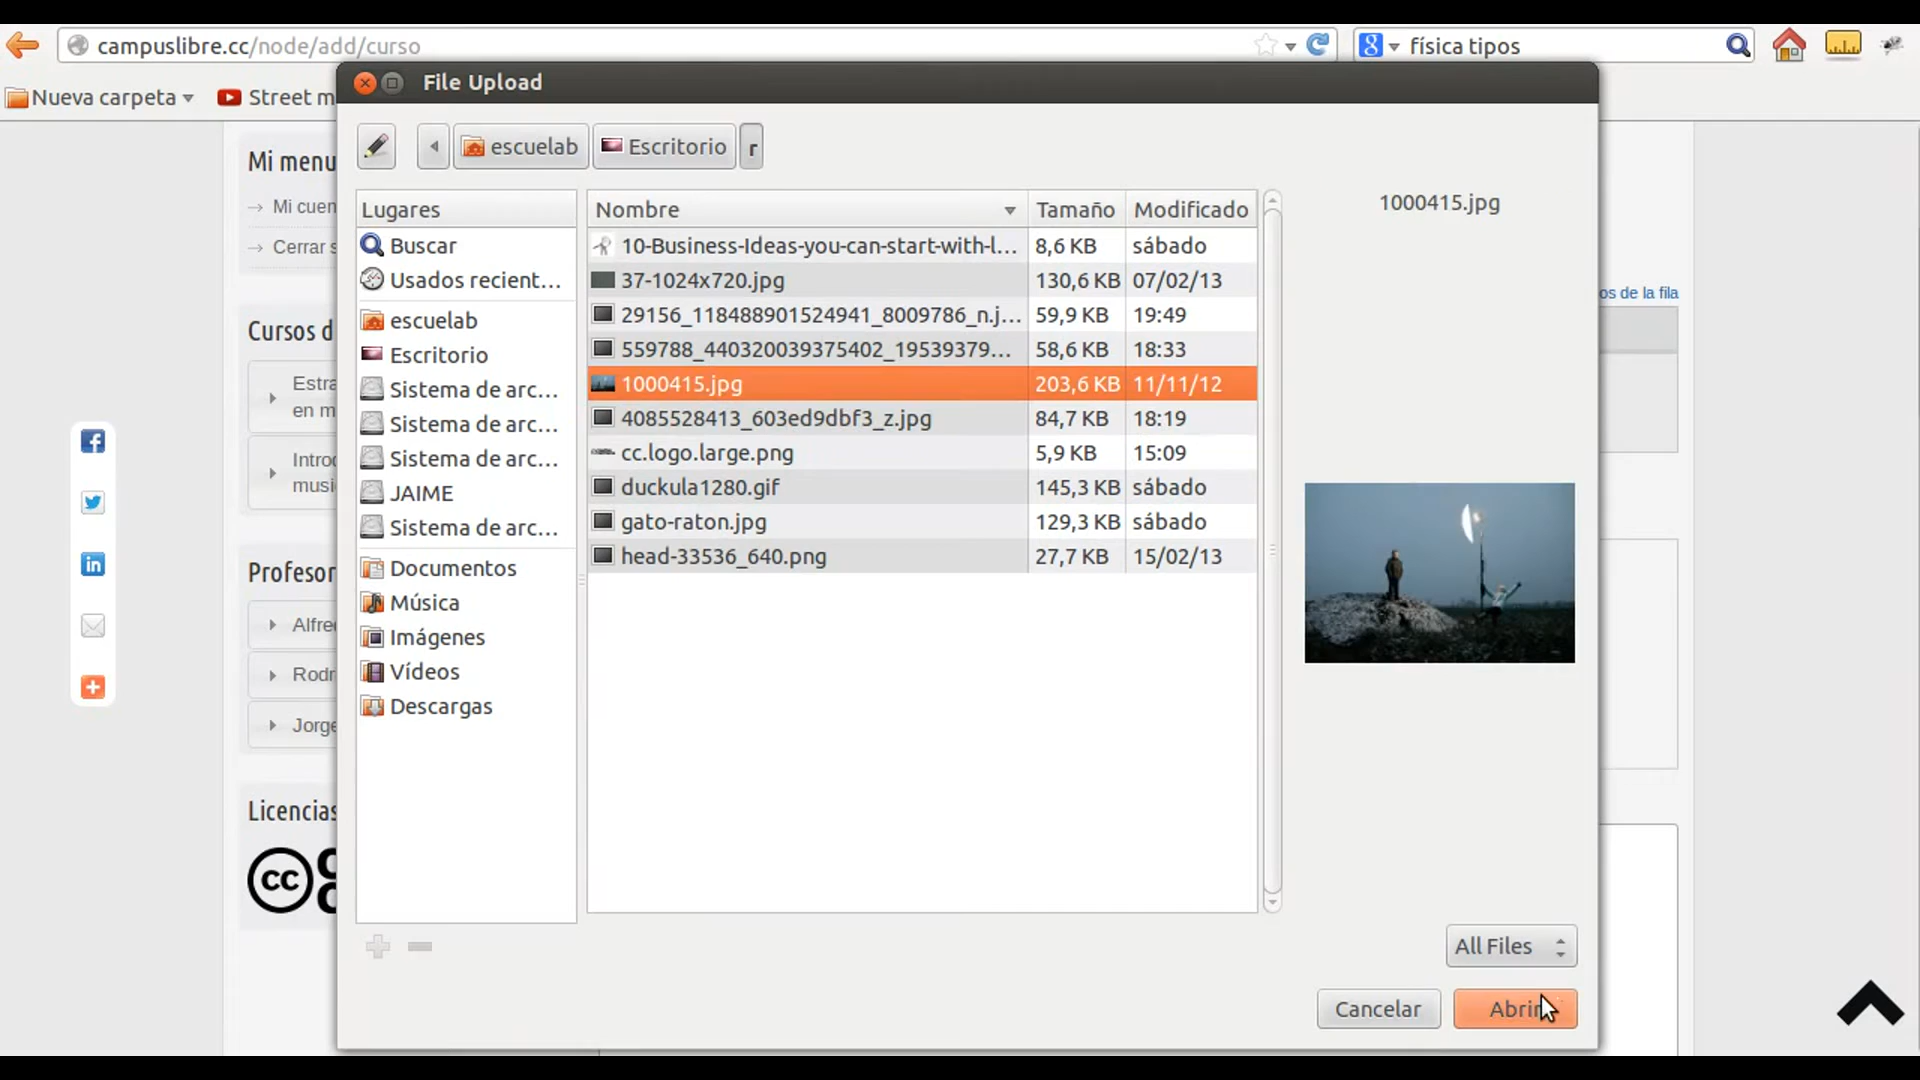 campuslibre.cc/node/add/curso
física tipos
Nueva carpeta
Street m
File Upload
escuelab
Escritorio
r
Mi menu
Mi cuen
Cerrar s
Cursos d
Estra
en m
Introd
musi
Profesor
Alfre
Rodr
Jorge
Licencias
cc
Lugares
Buscar
Usados recient...
escuelab
Escritorio
Sistema de arc...
Sistema de arc...
Sistema de arc...
JAIME
Sistema de arc...
Documentos
Música
Imágenes
Vídeos
Descargas
Nombre Tamaño Modificado
10-Business-Ideas-you-can-start-with-l... 8,6 KB sábado
37-1024x720.jpg 130,6 KB 07/02/13
29156_118488901524941_8009786_n.j... 59,9 KB 19:49
559788_440320039375402_19539379... 58,6 KB 18:33
1000415.jpg 203,6 KB 11/11/12
4085528413_603ed9dbf3_z.jpg 84,7 KB 18:19
cc.logo.large.png 5,9 KB 15:09
duckula1280.gif 145,3 KB sábado
gato-raton.jpg 129,3 KB sábado
head-33536_640.png 27,7 KB 15/02/13
1000415.jpg
os de la fila
All Files
Cancelar
Abrir